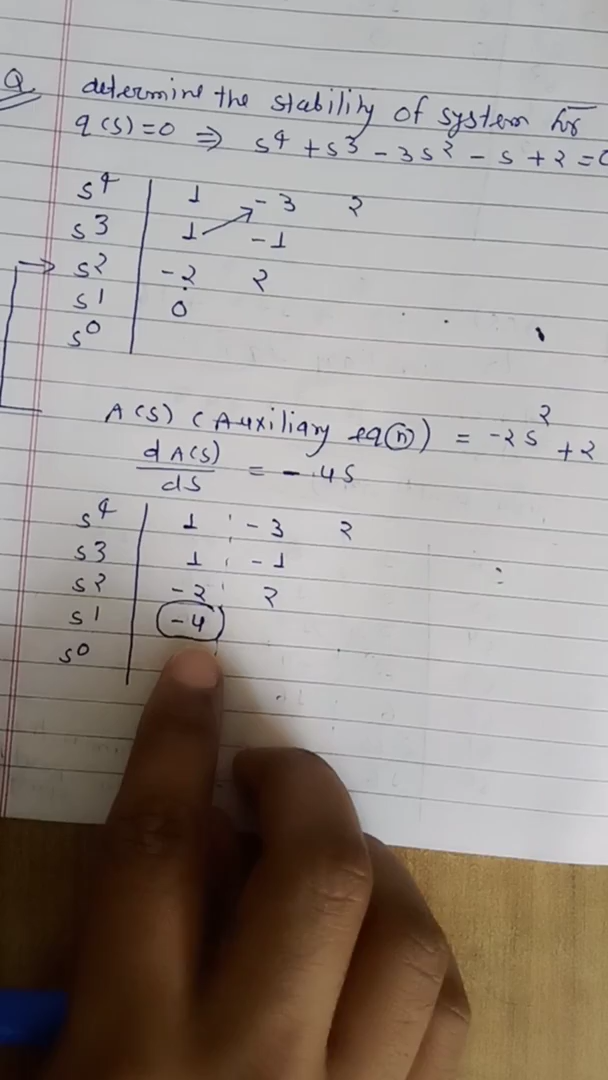 Q determine the stability of system for
q(s)=0 ⇒ s⁴+s³-3s²-s+2=0
s⁴ | 1 -3 2
s³ | 1 -1
→ s² | -2 2
s¹ | 0
s⁰ |
A(s) (Auxiliary eqⓝ) = -2s²+2
dA(s)/ds = -4s
s⁴ | 1 -3 2
s³ | 1 -1
s² | -2 2
s¹ | -4
s⁰ |